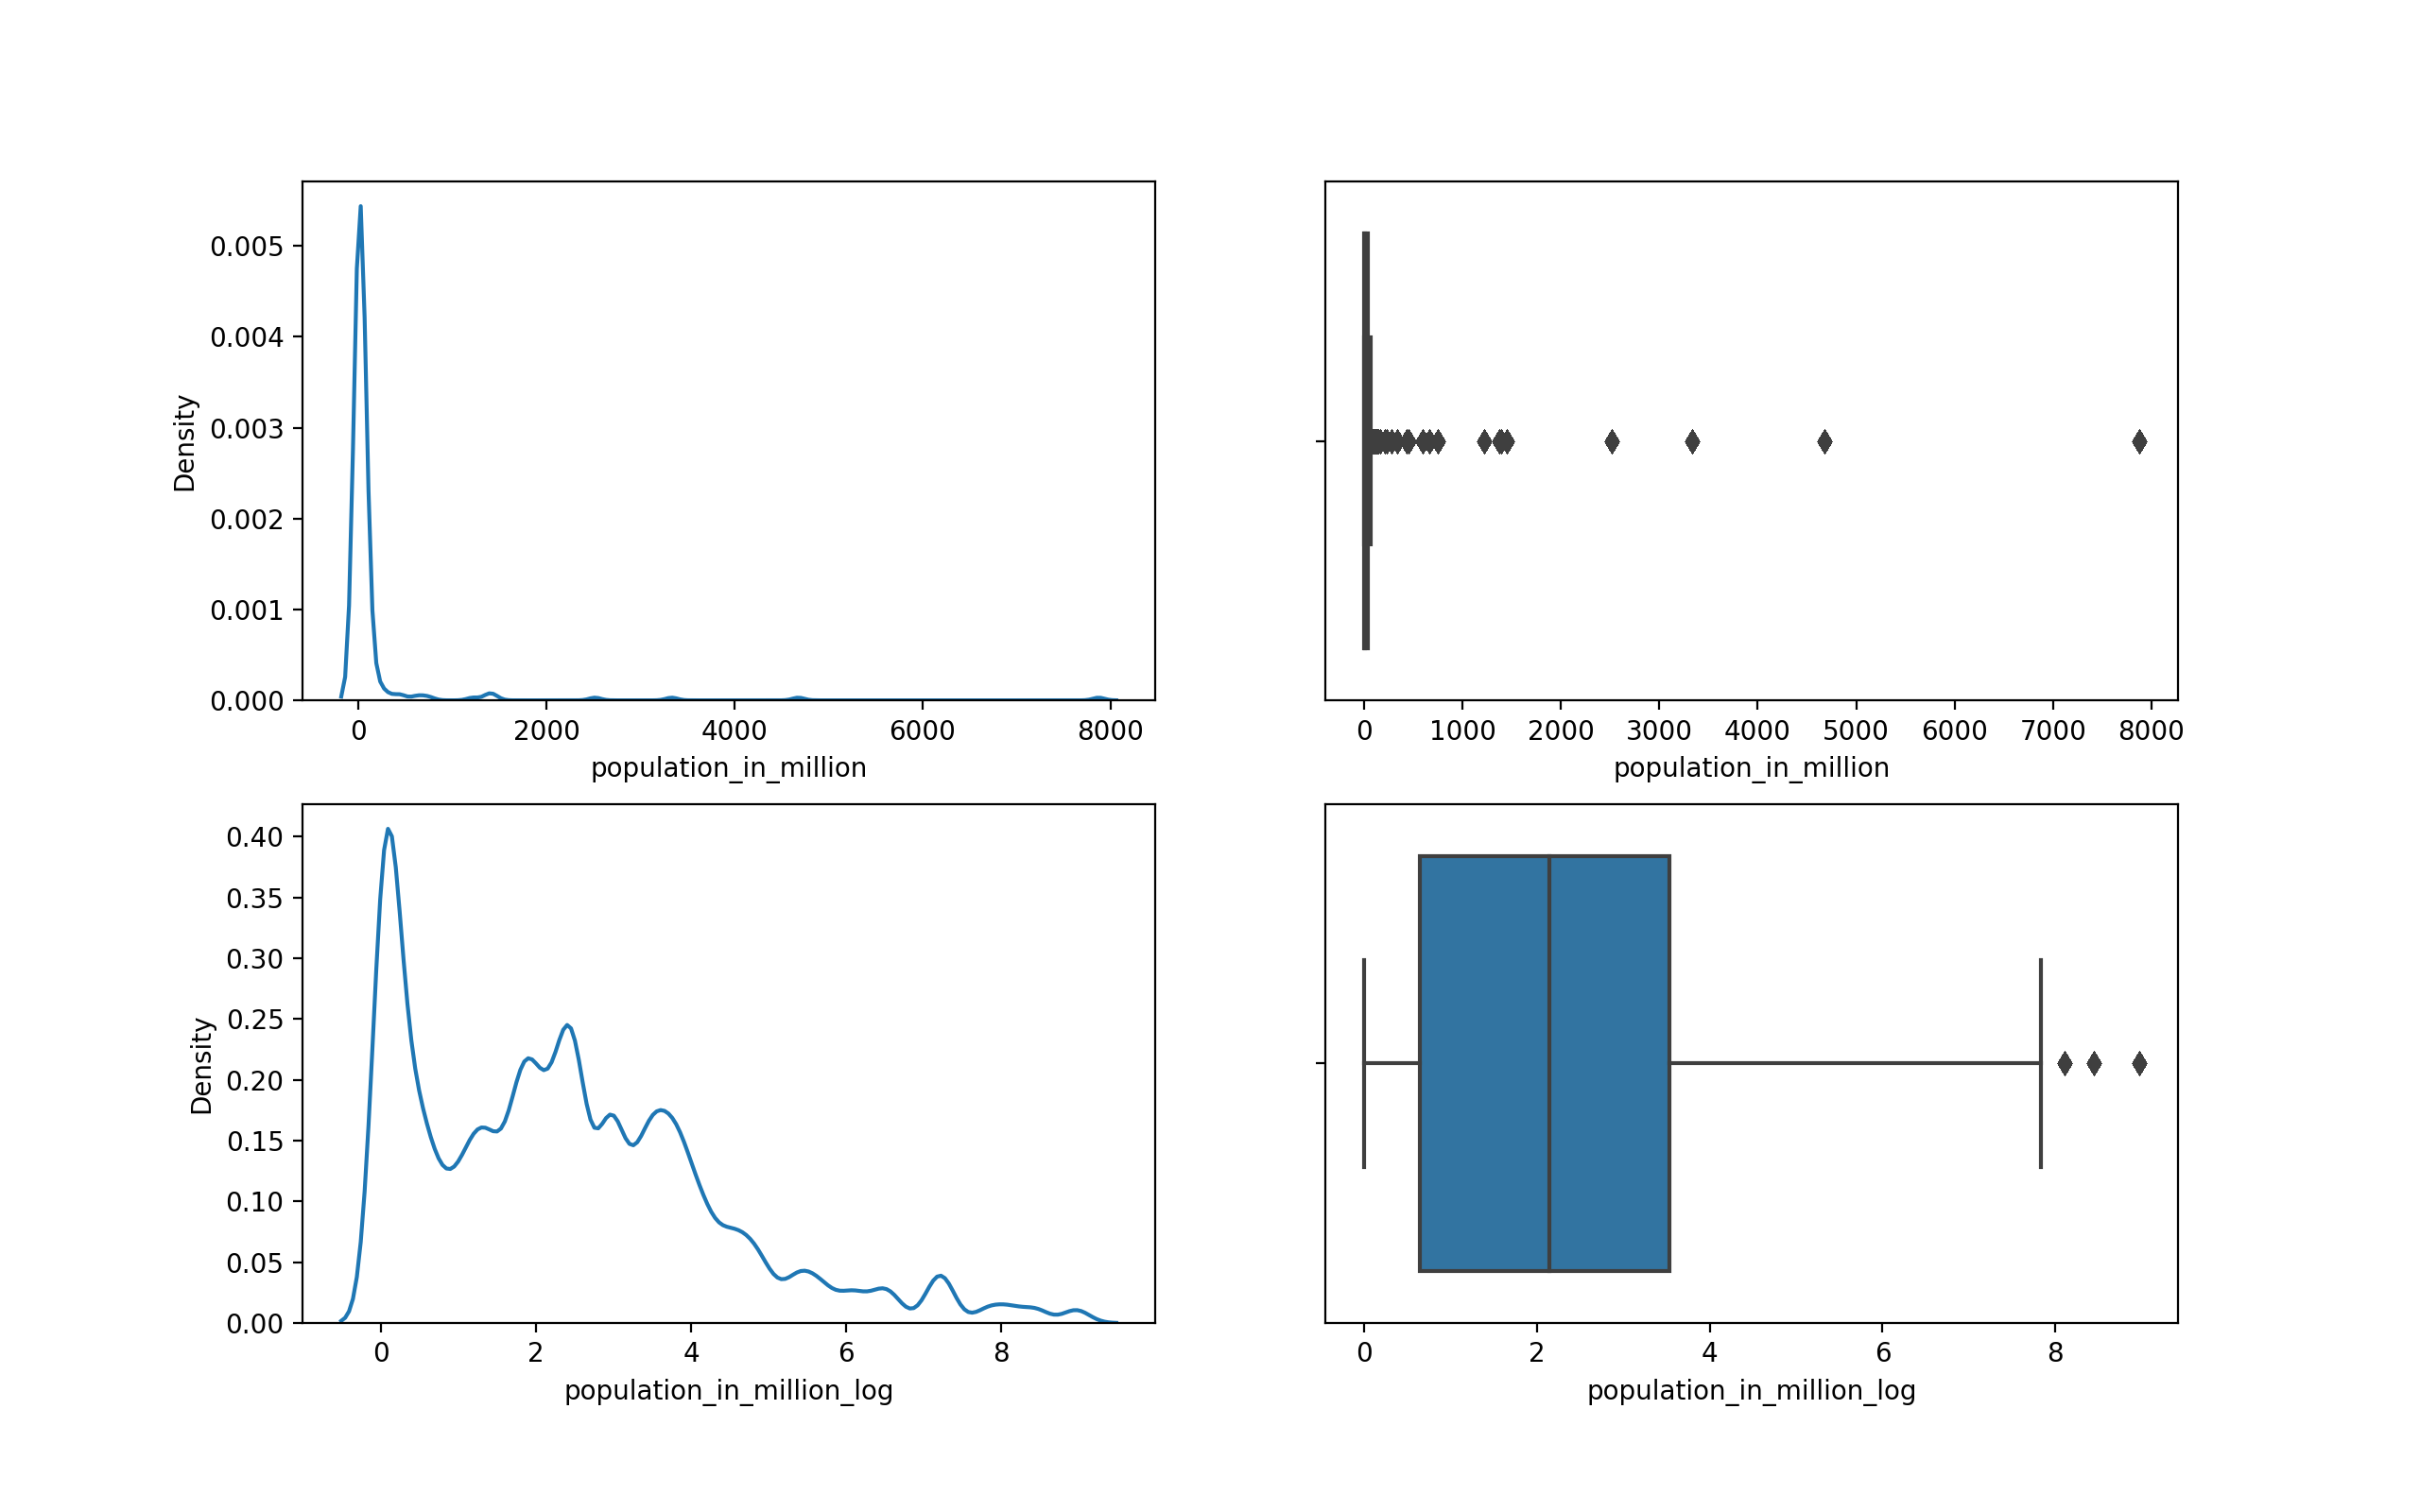 Density
0.005
0.004
0.003
0.002
0.001
0.000
0 2000 4000 6000 8000
population_in_million
0 1000 2000 3000 4000 5000 6000 7000 8000
population_in_million
Density
0.40
0.35
0.30
0.25
0.20
0.15
0.10
0.05
0.00
0 2 4 6 8
population_in_million_log
0 2 4 6 8
population_in_million_log